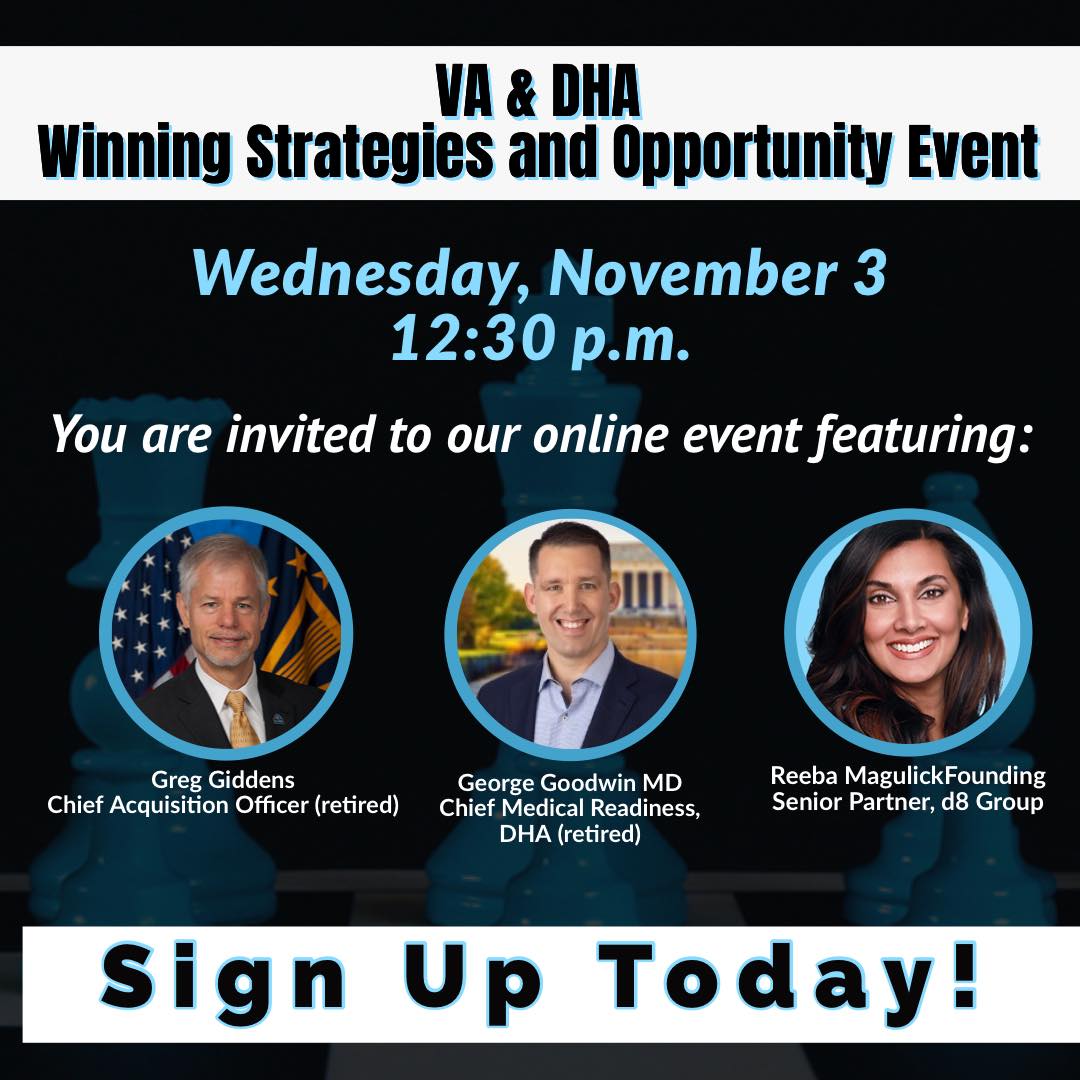 VA & DHA
Winning Strategies and Opportunity Event
Wednesday, November 3
12:30 p.m.
You are invited to our online event featuring:
Greg Giddens
Chief Acquisition Officer (retired)
George Goodwin MD
Chief Medical Readiness,
DHA (retired)
Reeba MagulickFounding
Senior Partner, d8 Group
Sign Up Today!